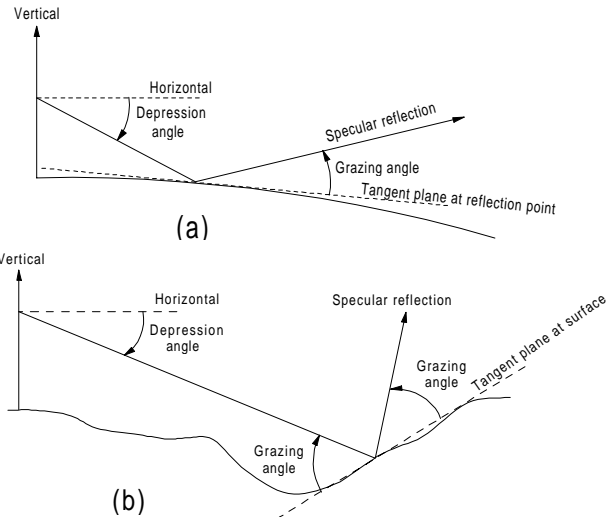 Vertical
Horizontal
Depression
angle
Specular reflection
Grazing angle
Tangent plane at reflection point
(a)
Vertical
Horizontal
Depression
angle
Specular reflection
Tangent plane at surface
Grazing
angle
Grazing
angle
(b)